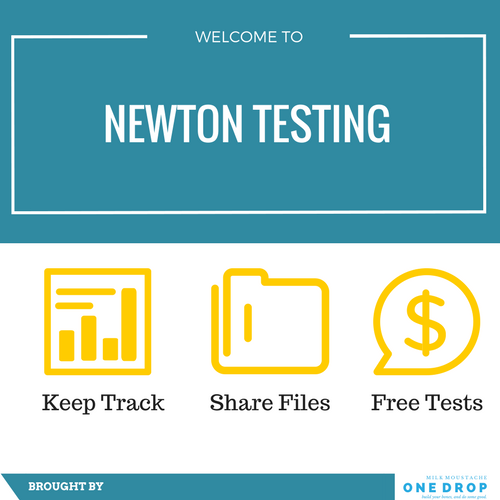 WELCOME TO
NEWTON TESTING
$
Keep Track
Share Files
Free Tests
BROUGHT BY
MILK MOUSTACHE
ONE DROP
build your bones, and do some good.